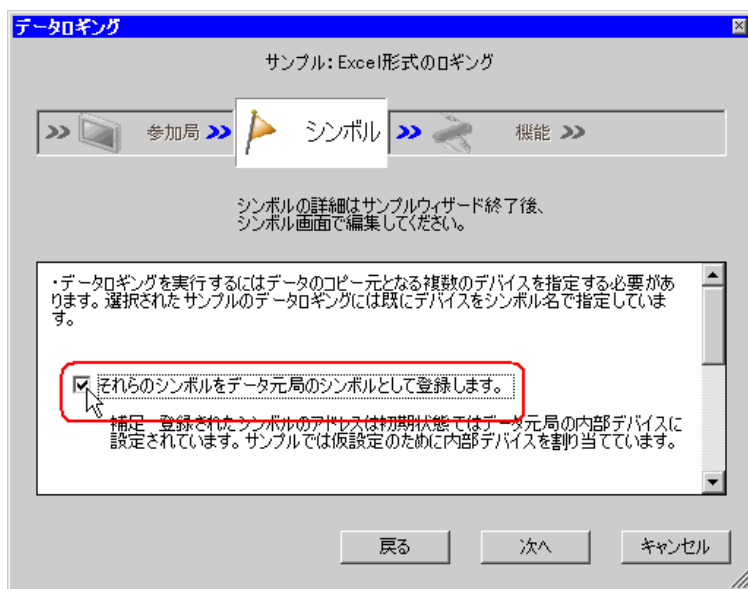 データロギング
サンプル：Excel形式のロギング
>> 参加局 >> シンボル >> 機能 >>
シンボルの詳細はサンプルウィザード終了後、
シンボル画面で編集してください。
・データロギングを実行するにはデータのコピー元となる複数のデバイスを指定する必要があ
ります。選択されたサンプルのデータロギングには既にデバイスをシンボル名で指定していま
す。
それらのシンボルをデータ元局のシンボルとして登録します。
補足 登録されたシンボルのアドレスは初期状態ではデータ元局の内部デバイスに
設定されています。サンプルでは仮設定のために内部デバイスを割り当てています。
戻る 次へ キャンセル